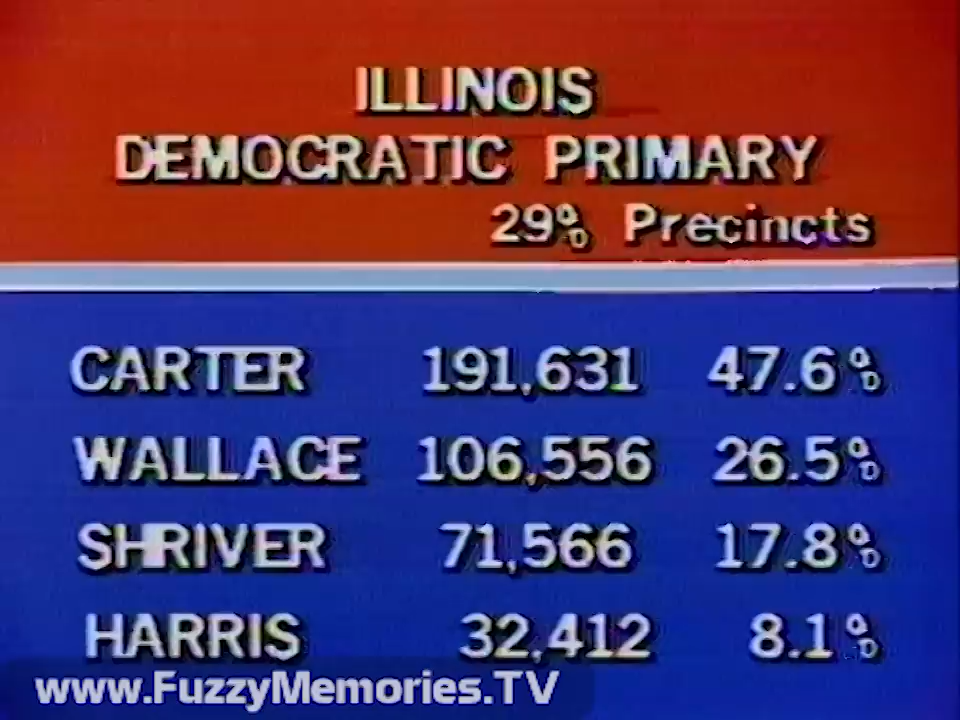 ILLINOIS
DEMOCRATIC PRIMARY
29% Precincts
CARTER 191,631 47.6%
WALLACE 106,556 26.5%
SHRIVER 71,566 17.8%
HARRIS 32,412 8.1%
www.FuzzyMemories.TV